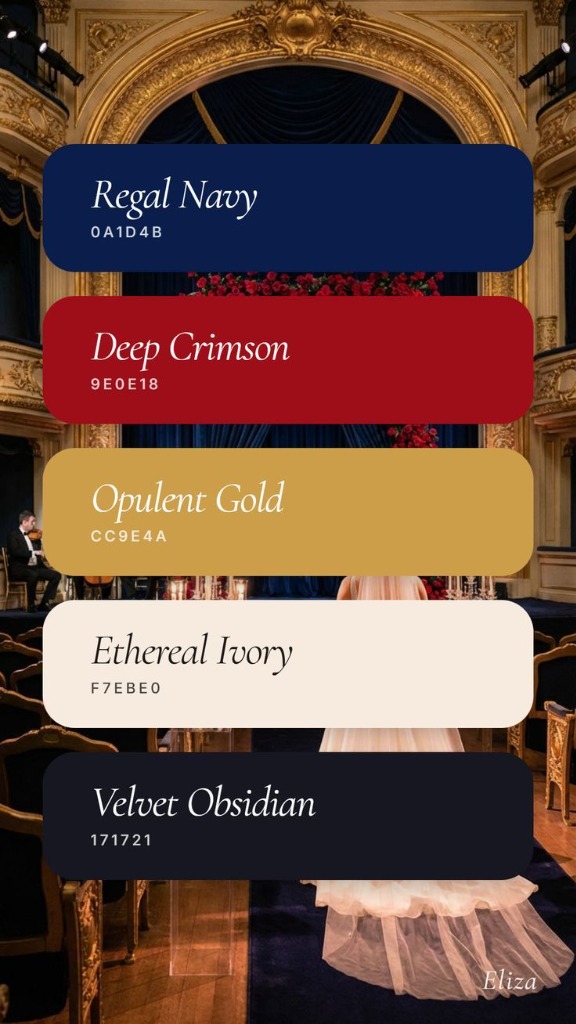 Regal Navy
0A1D4B
Deep Crimson
9E0E18
Opulent Gold
CC9E4A
Ethereal Ivory
F7EBE0
Velvet Obsidian
171721
Eliza